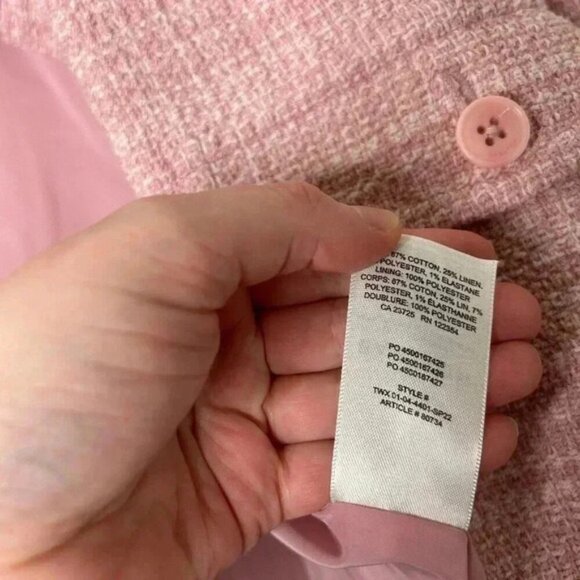 67% COTTON, 25% LINEN,
POLYESTER, 1% ELASTANE
LINING: 100% POLYESTER
CORPS: 67% COTON, 25% LIN, 7%
POLYESTER, 1% ÉLASTHANNE
DOUBLURE: 100% POLYESTER
CA 23725 RN 122354
PO 4500167425
PO 4500167426
PO 4500167427
STYLE #
TWX 01-04-4401-SP22
ARTICLE # 80734